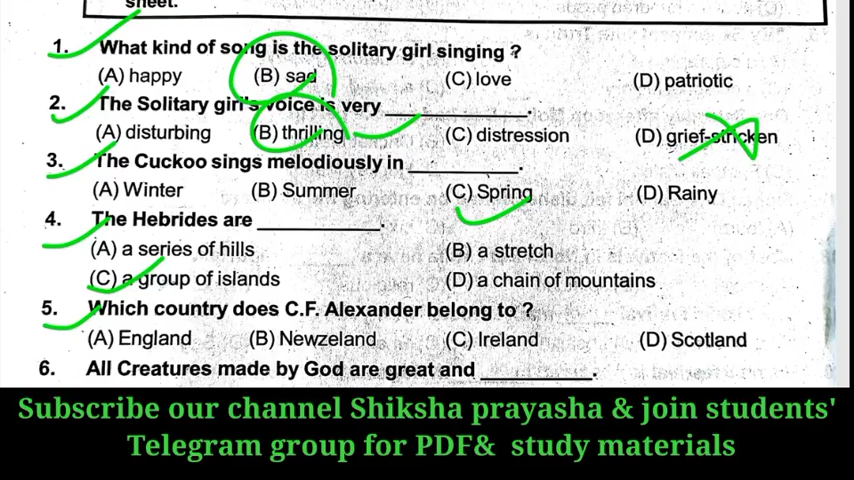 sheet.
1. What kind of song is the solitary girl singing ?
(A) happy (B) sad (C) love (D) patriotic
2. The Solitary girl's voice is very ____________.
(A) disturbing (B) thrilling (C) distression (D) grief-stricken
3. The Cuckoo sings melodiously in ____________.
(A) Winter (B) Summer (C) Spring (D) Rainy
4. The Hebrides are ____________.
(A) a series of hills (B) a stretch
(C) a group of islands (D) a chain of mountains
5. Which country does C.F. Alexander belong to ?
(A) England (B) Newzeland (C) Ireland (D) Scotland
6. All Creatures made by God are great and ____________.
Subscribe our channel Shiksha prayasha & join students'
Telegram group for PDF& study materials